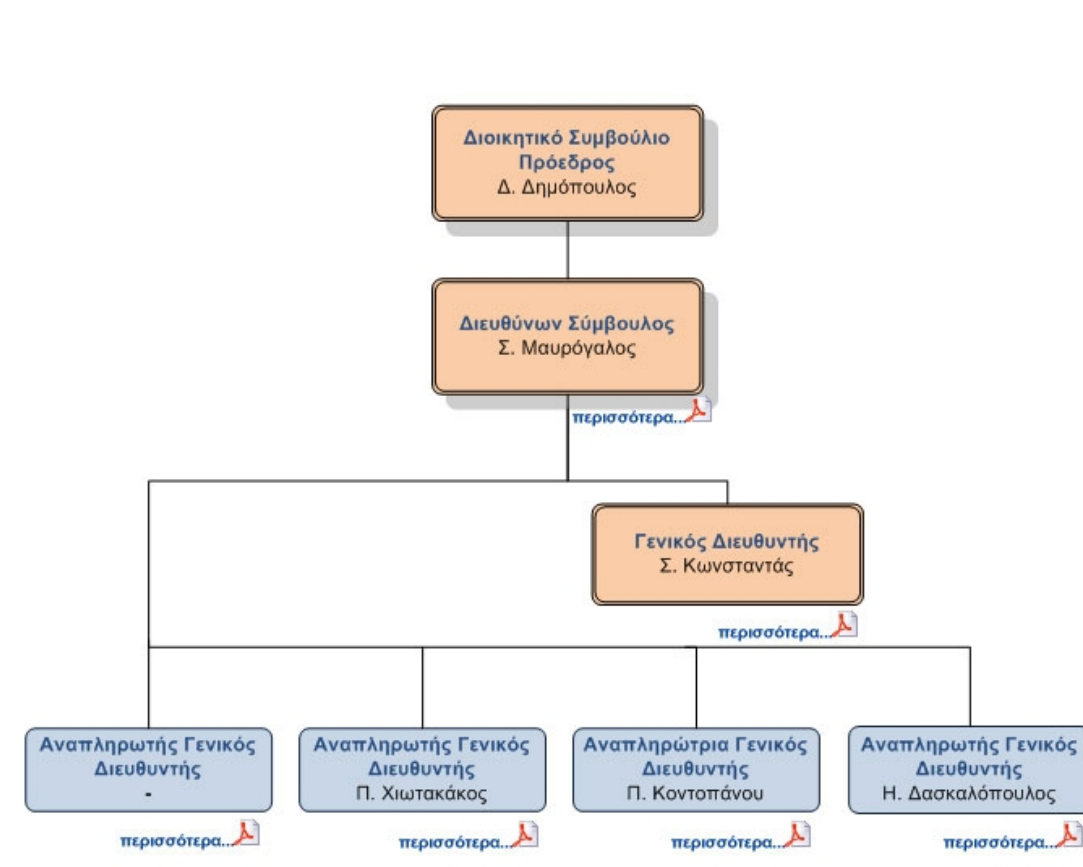 Διοικητικό Συμβούλιο
Πρόεδρος
Δ. Δημόπουλος
Διευθύνων Σύμβουλος
Σ. Μαυρόγαλος
περισσότερα...
Γενικός Διευθυντής
Σ. Κωνσταντάς
περισσότερα...
Αναπληρωτής Γενικός
Διευθυντής
-
περισσότερα...
Αναπληρωτής Γενικός
Διευθυντής
Π. Χιωτακάκος
περισσότερα...
Αναπληρώτρια Γενικός
Διευθυντής
Π. Κοντοπάνου
περισσότερα...
Αναπληρωτής Γενικός
Διευθυντής
Η. Δασκαλόπουλος
περισσότερα...